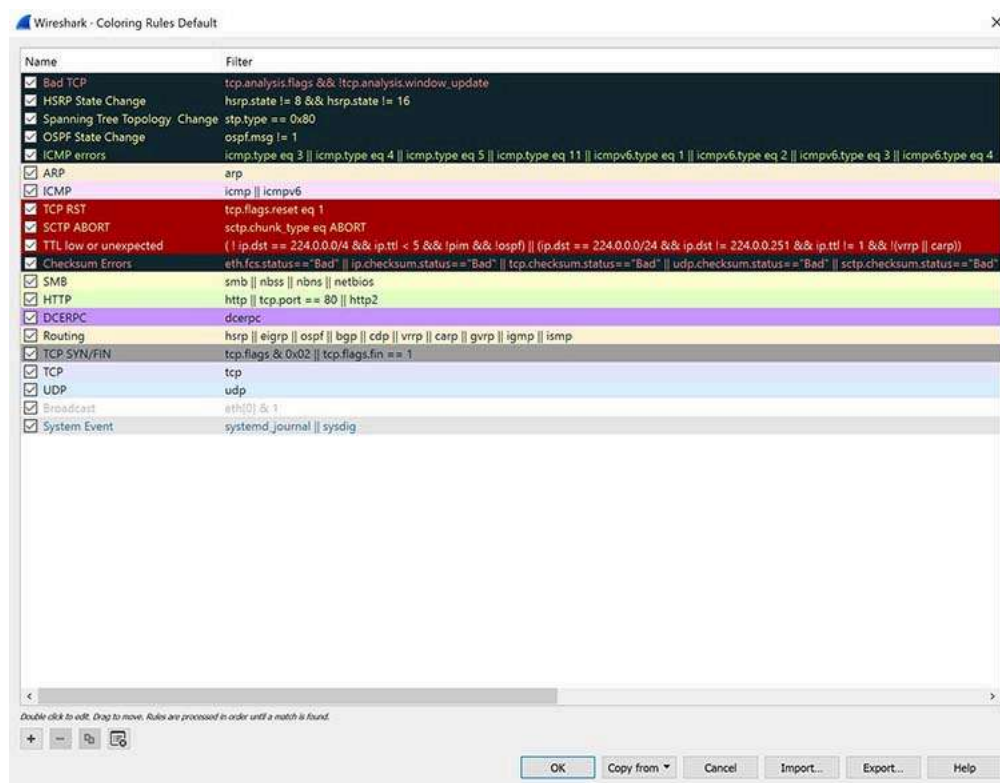 Wireshark · Coloring Rules Default
Name Filter
Bad TCP tcp.analysis.flags && !tcp.analysis.window_update
HSRP State Change hsrp.state != 8 && hsrp.state != 16
Spanning Tree Topology Change stp.type == 0x80
OSPF State Change ospf.msg != 1
ICMP errors icmp.type eq 3 || icmp.type eq 4 || icmp.type eq 5 || icmp.type eq 11 || icmpv6.type eq 1 || icmpv6.type eq 2 || icmpv6.type eq 3 || icmpv6.type eq 4
ARP arp
ICMP icmp || icmpv6
TCP RST tcp.flags.reset eq 1
SCTP ABORT sctp.chunk_type eq ABORT
TTL low or unexpected ( ! ip.dst == 224.0.0.0/4 && ip.ttl < 5 && !pim && !ospf) || (ip.dst == 224.0.0.0/24 && ip.dst != 224.0.0.251 && ip.ttl != 1 && !(vrrp || carp))
Checksum Errors eth.fcs.status=="Bad" || ip.checksum.status=="Bad" || tcp.checksum.status=="Bad" || udp.checksum.status=="Bad" || sctp.checksum.status=="Bad"
SMB smb || nbss || nbns || netbios
HTTP http || tcp.port == 80 || http2
DCERPC dcerpc
Routing hsrp || eigrp || ospf || bgp || cdp || vrrp || carp || gvrp || igmp || ismp
TCP SYN/FIN tcp.flags & 0x02 || tcp.flags.fin == 1
TCP tcp
UDP udp
Broadcast eth[0] & 1
System Event systemd_journal || sysdig
Double click to edit. Drag to move. Rules are processed in order until a match is found.
OK Copy from Cancel Import... Export... Help